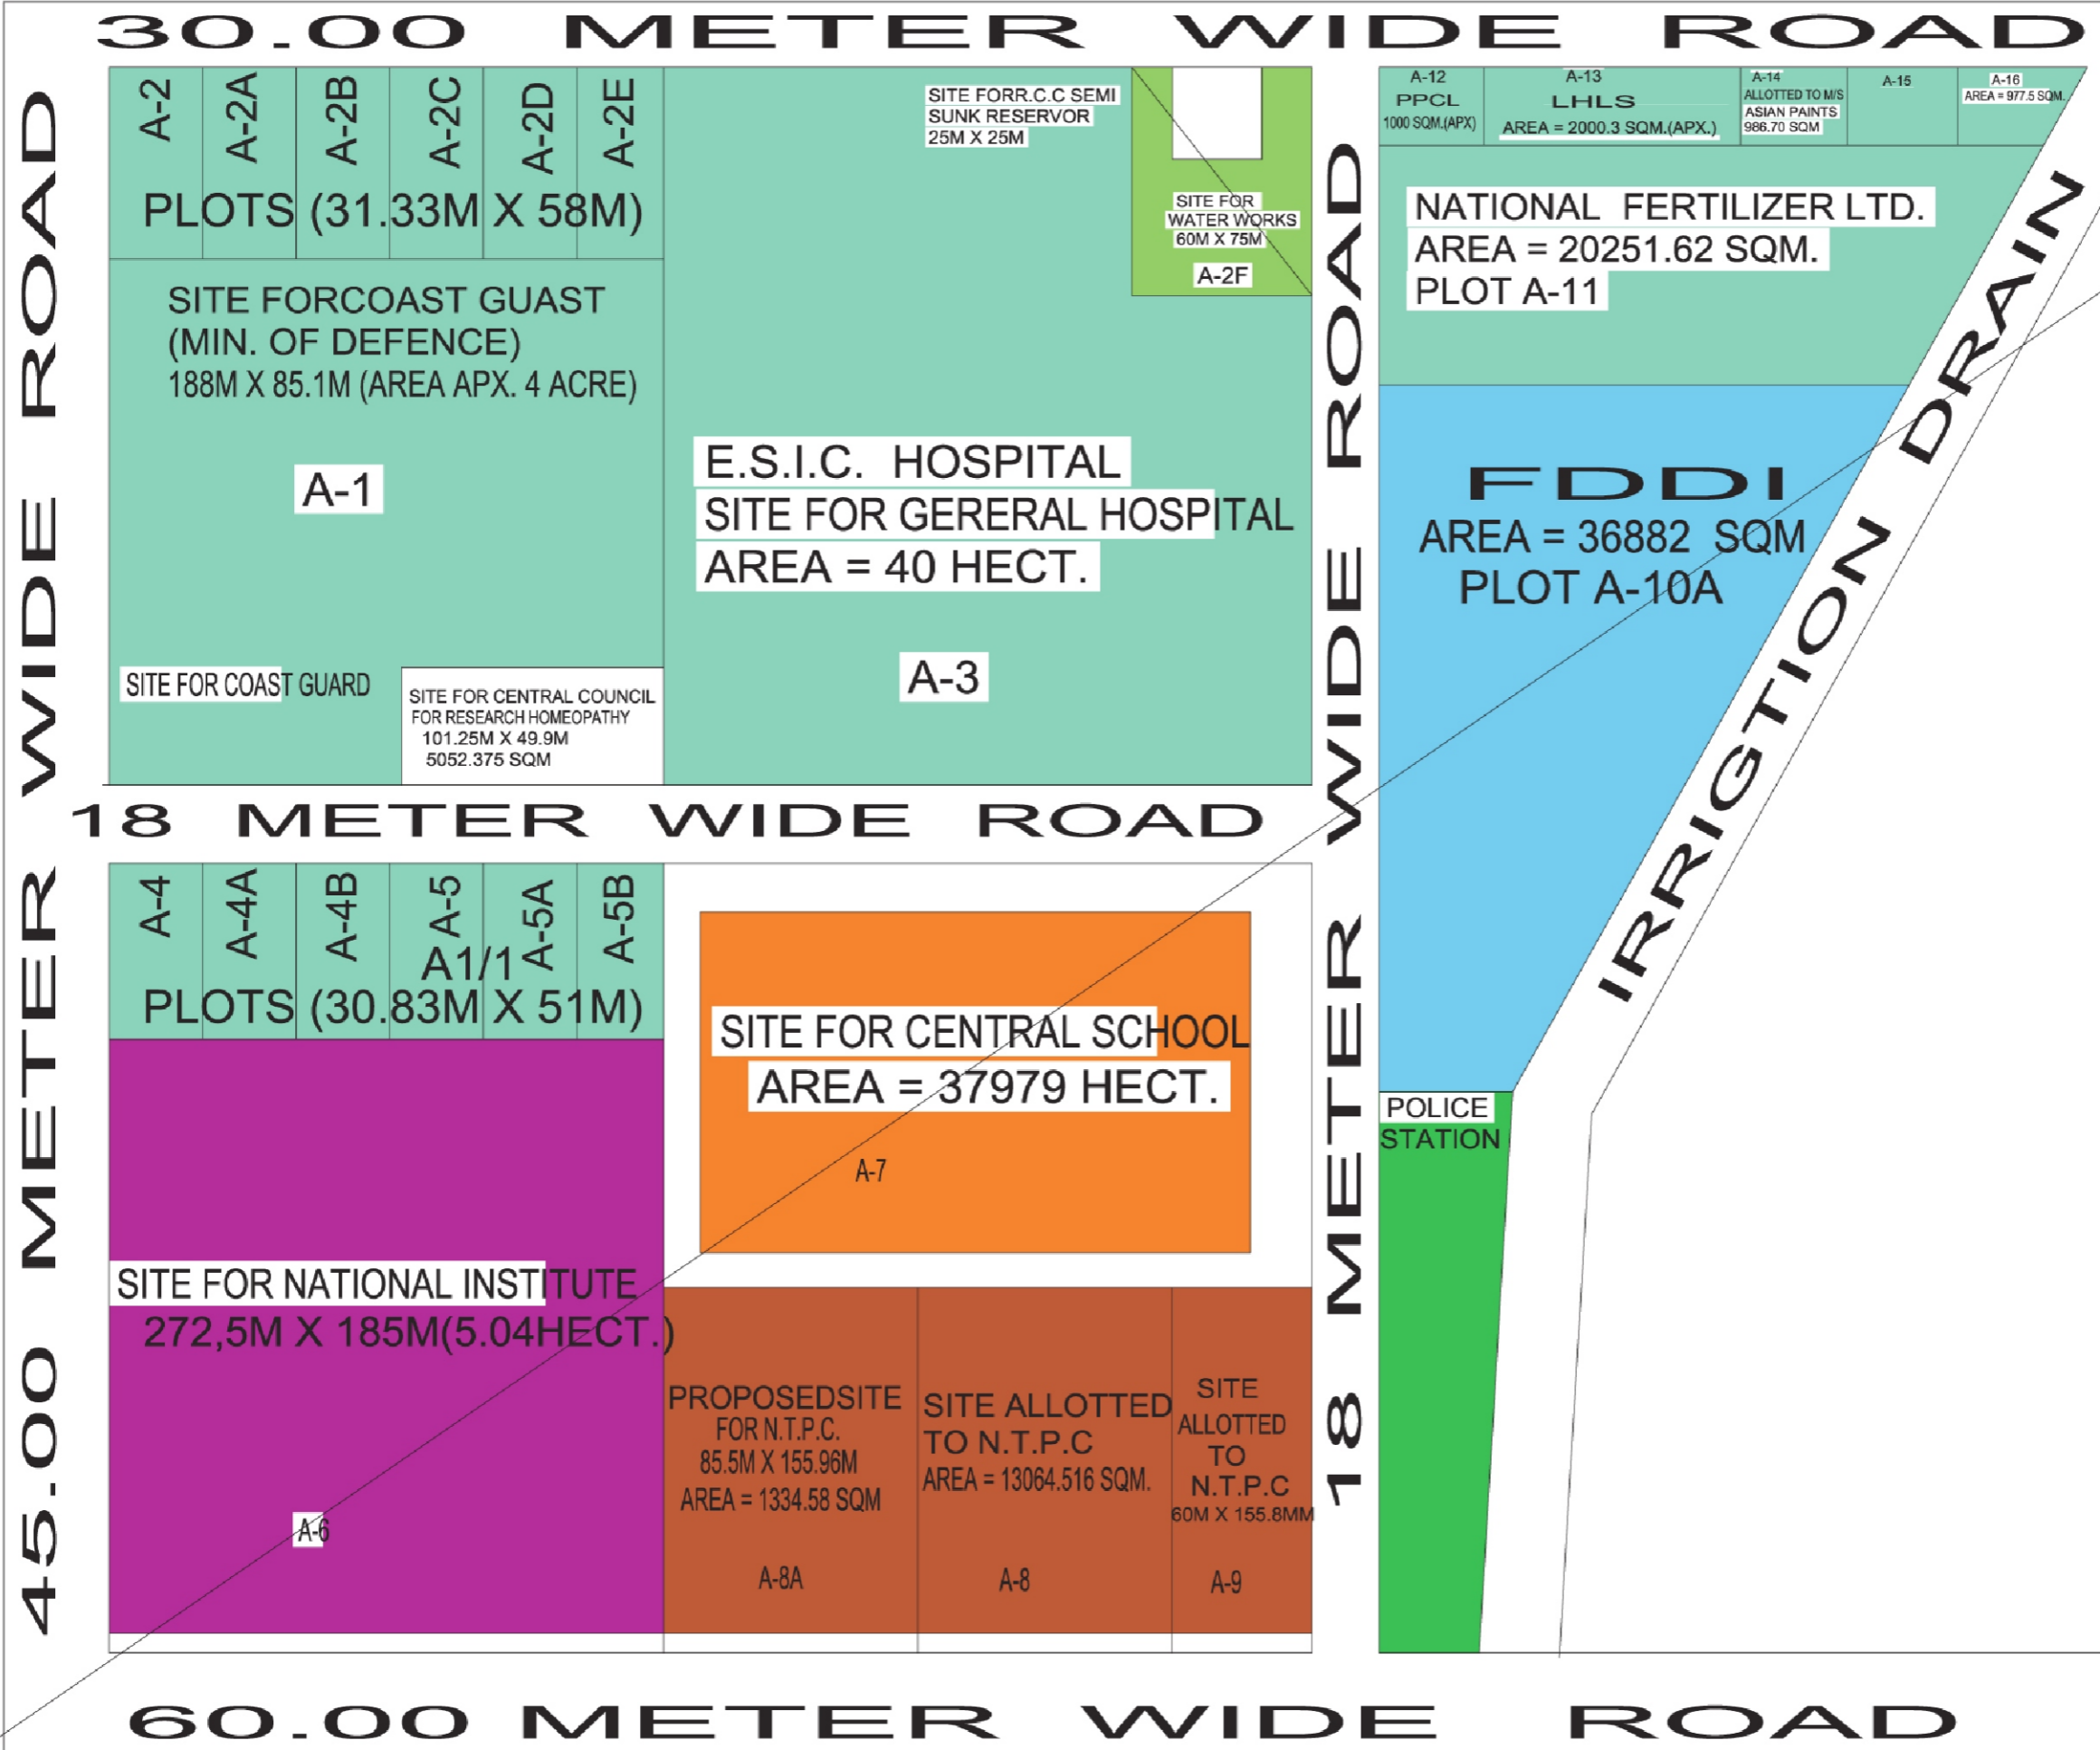 30.00 METER WIDE ROAD
45.00 METER WIDE ROAD
A-2
A-2A
A-2B
A-2C
A-2D
A-2E
PLOTS (31.33M X 58M)
SITE FORCOAST GUAST
(MIN. OF DEFENCE)
188M X 85.1M (AREA APX. 4 ACRE)
A-1
SITE FOR COAST GUARD
SITE FOR CENTRAL COUNCIL
FOR RESEARCH HOMEOPATHY
101.25M X 49.9M
5052.375 SQM
SITE FORR.C.C SEMI
SUNK RESERVOR
25M X 25M
SITE FOR
WATER WORKS
60M X 75M
A-2F
E.S.I.C. HOSPITAL
SITE FOR GERERAL HOSPITAL
AREA = 40 HECT.
A-3
18 METER WIDE ROAD
18 METER WIDE ROAD
A-12
PPCL
1000 SQM.(APX)
A-13
LHLS
AREA = 2000.3 SQM.(APX.)
A-14
ALLOTTED TO M/S
ASIAN PAINTS
986.70 SQM
A-15
A-16
AREA = 977.5 SQM.
NATIONAL FERTILIZER LTD.
AREA = 20251.62 SQM.
PLOT A-11
FDDI
AREA = 36882 SQM
PLOT A-10A
IRRIGTION DRAIN
POLICE
STATION
A-4
A-4A
A-4B
A-5
A-5A
A-5B
A1/1
PLOTS (30.83M X 51M)
SITE FOR CENTRAL SCHOOL
AREA = 37979 HECT.
A-7
SITE FOR NATIONAL INSTITUTE
272,5M X 185M(5.04HECT.)
A-6
PROPOSEDSITE
FOR N.T.P.C.
85.5M X 155.96M
AREA = 1334.58 SQM
A-8A
SITE ALLOTTED
TO N.T.P.C
AREA = 13064.516 SQM.
A-8
SITE
ALLOTTED
TO
N.T.P.C
60M X 155.8MM
A-9
60.00 METER WIDE ROAD